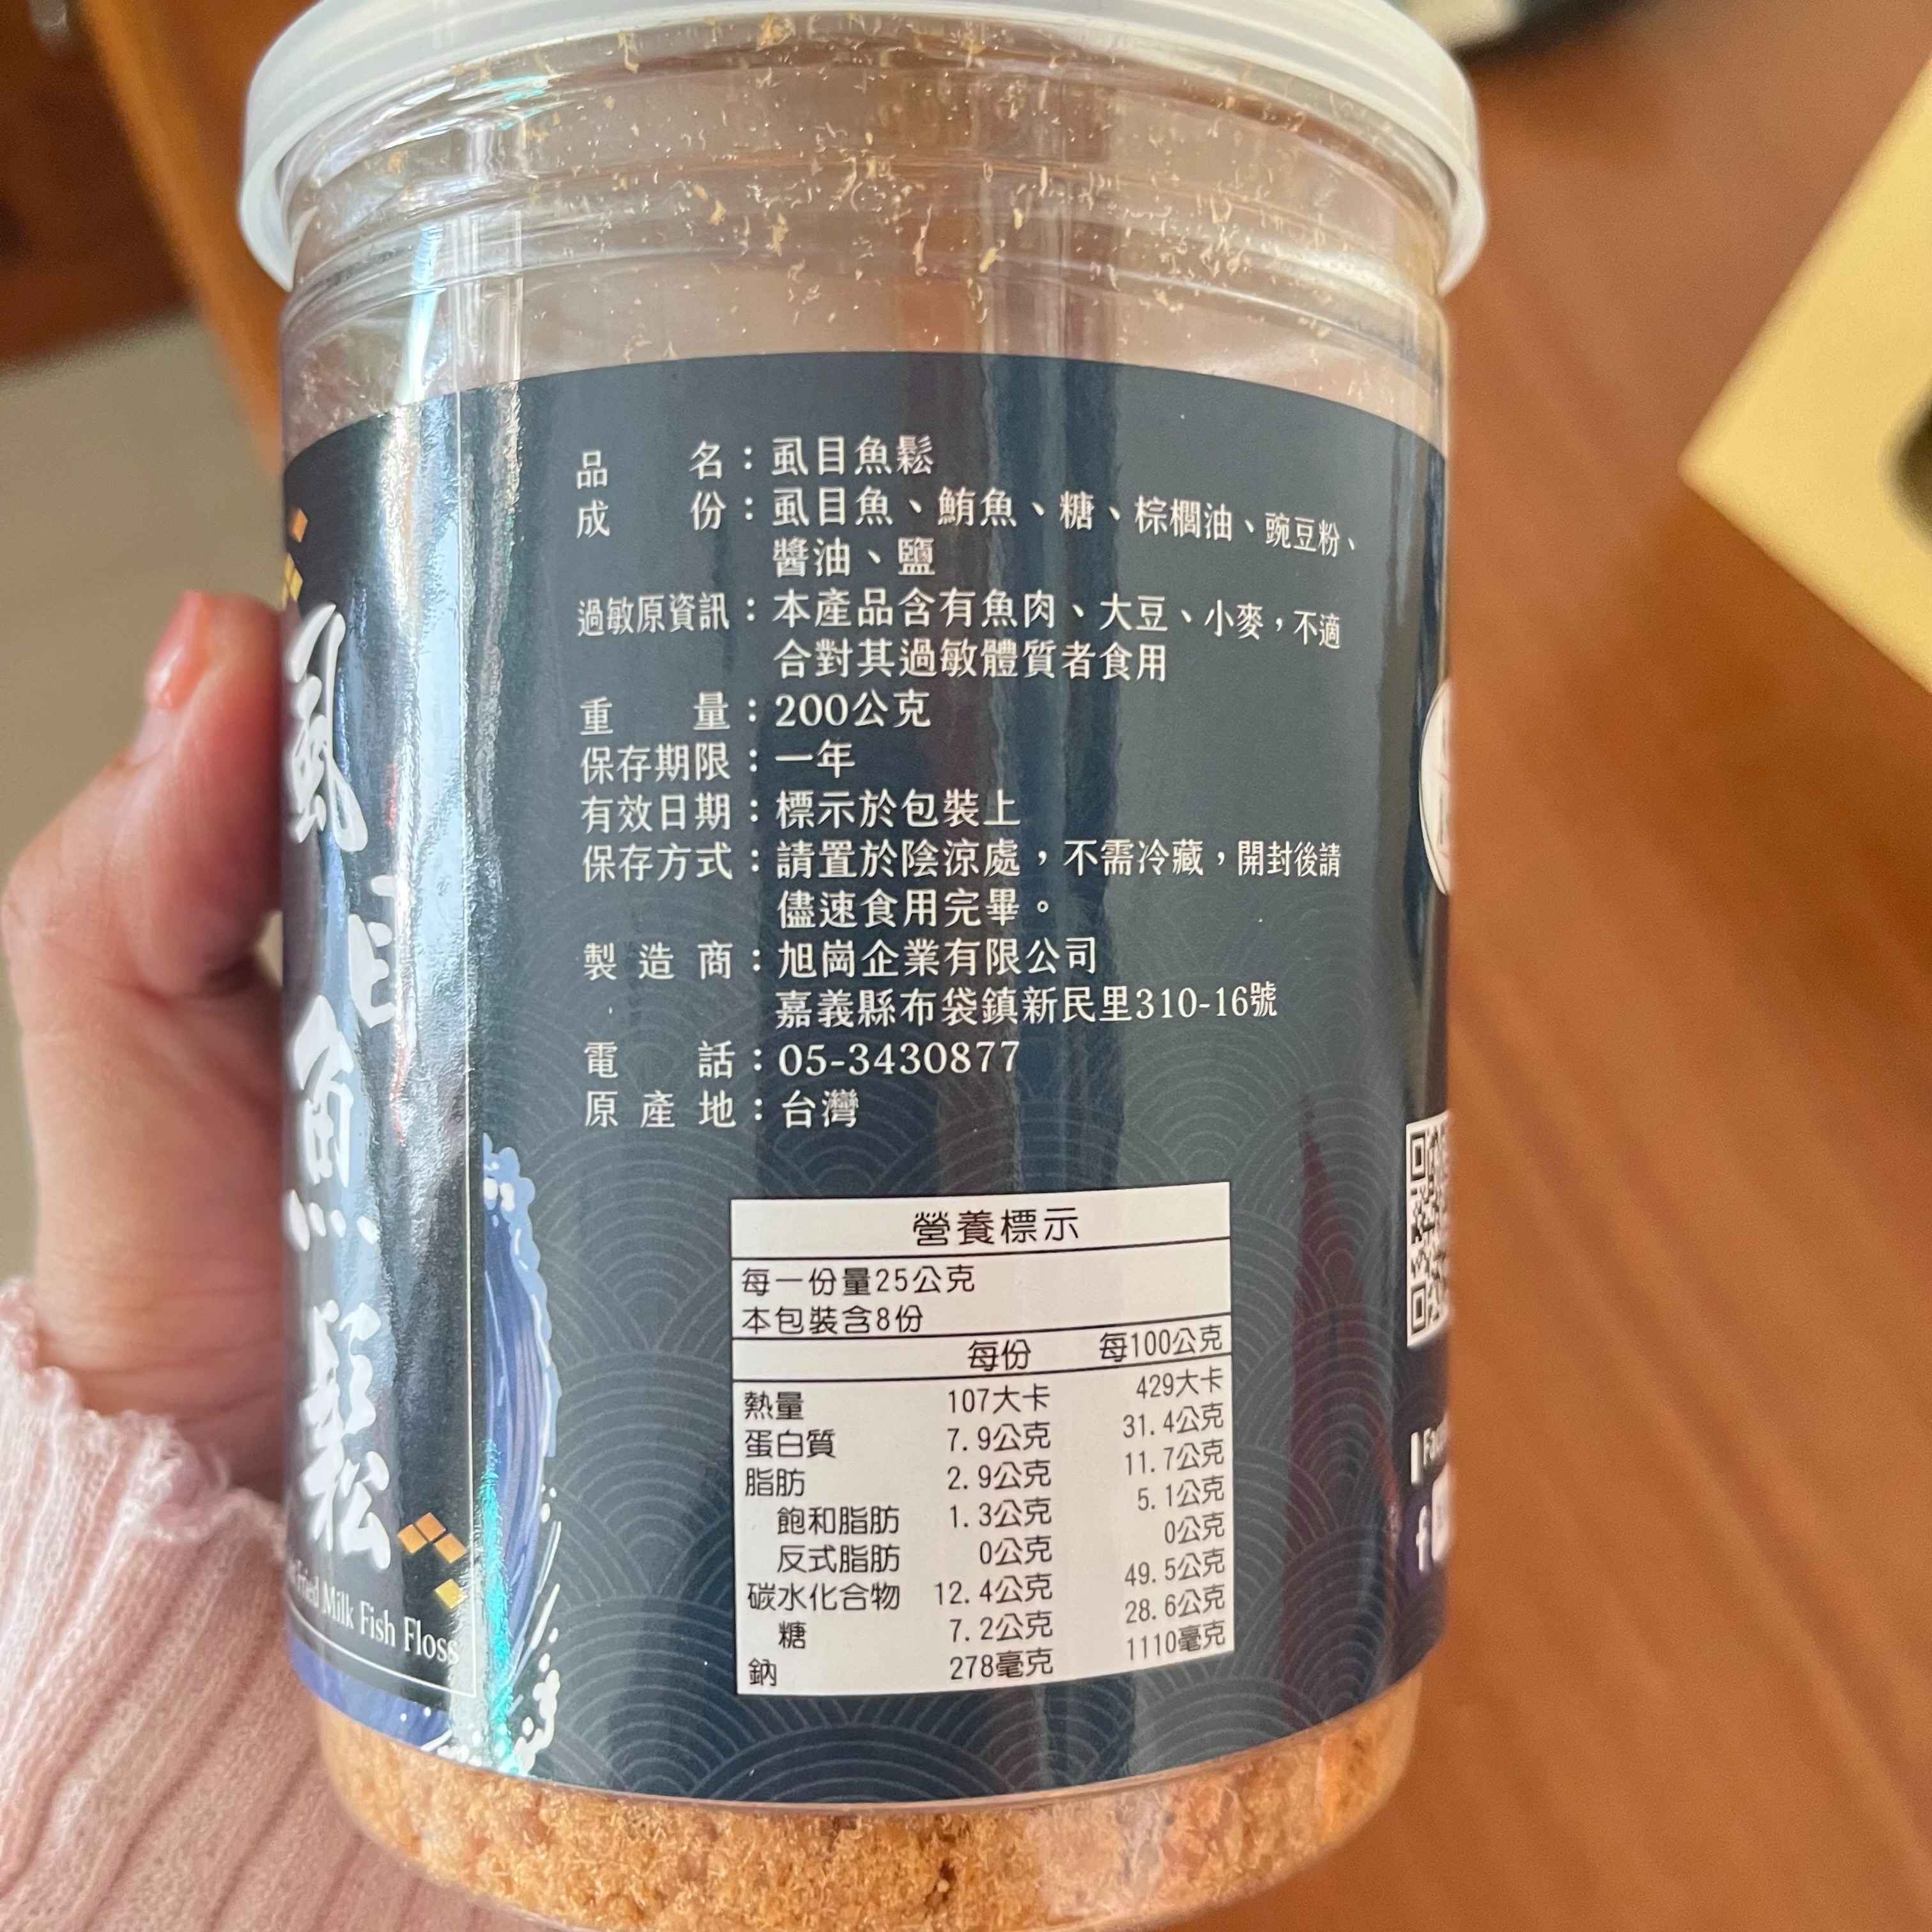 虱目魚鬆
Fried Milk Fish Floss
品名：虱目魚鬆
成份：虱目魚、鮪魚、糖、棕櫚油、豌豆粉、
醬油、鹽
過敏原資訊：本產品含有魚肉、大豆、小麥，不適
合對其過敏體質者食用
重量：200公克
保存期限：一年
有效日期：標示於包裝上
保存方式：請置於陰涼處，不需冷藏，開封後請
儘速食用完畢。
製造商：旭崗企業有限公司
嘉義縣布袋鎮新民里310-16號
電話：05-3430877
原產地：台灣
營養標示
每一份量25公克
本包裝含8份
每份 每100公克
熱量 107大卡 429大卡
蛋白質 7.9公克 31.4公克
脂肪 2.9公克 11.7公克
飽和脂肪 1.3公克 5.1公克
反式脂肪 0公克 0公克
碳水化合物 12.4公克 49.5公克
糖 7.2公克 28.6公克
鈉 278毫克 1110毫克